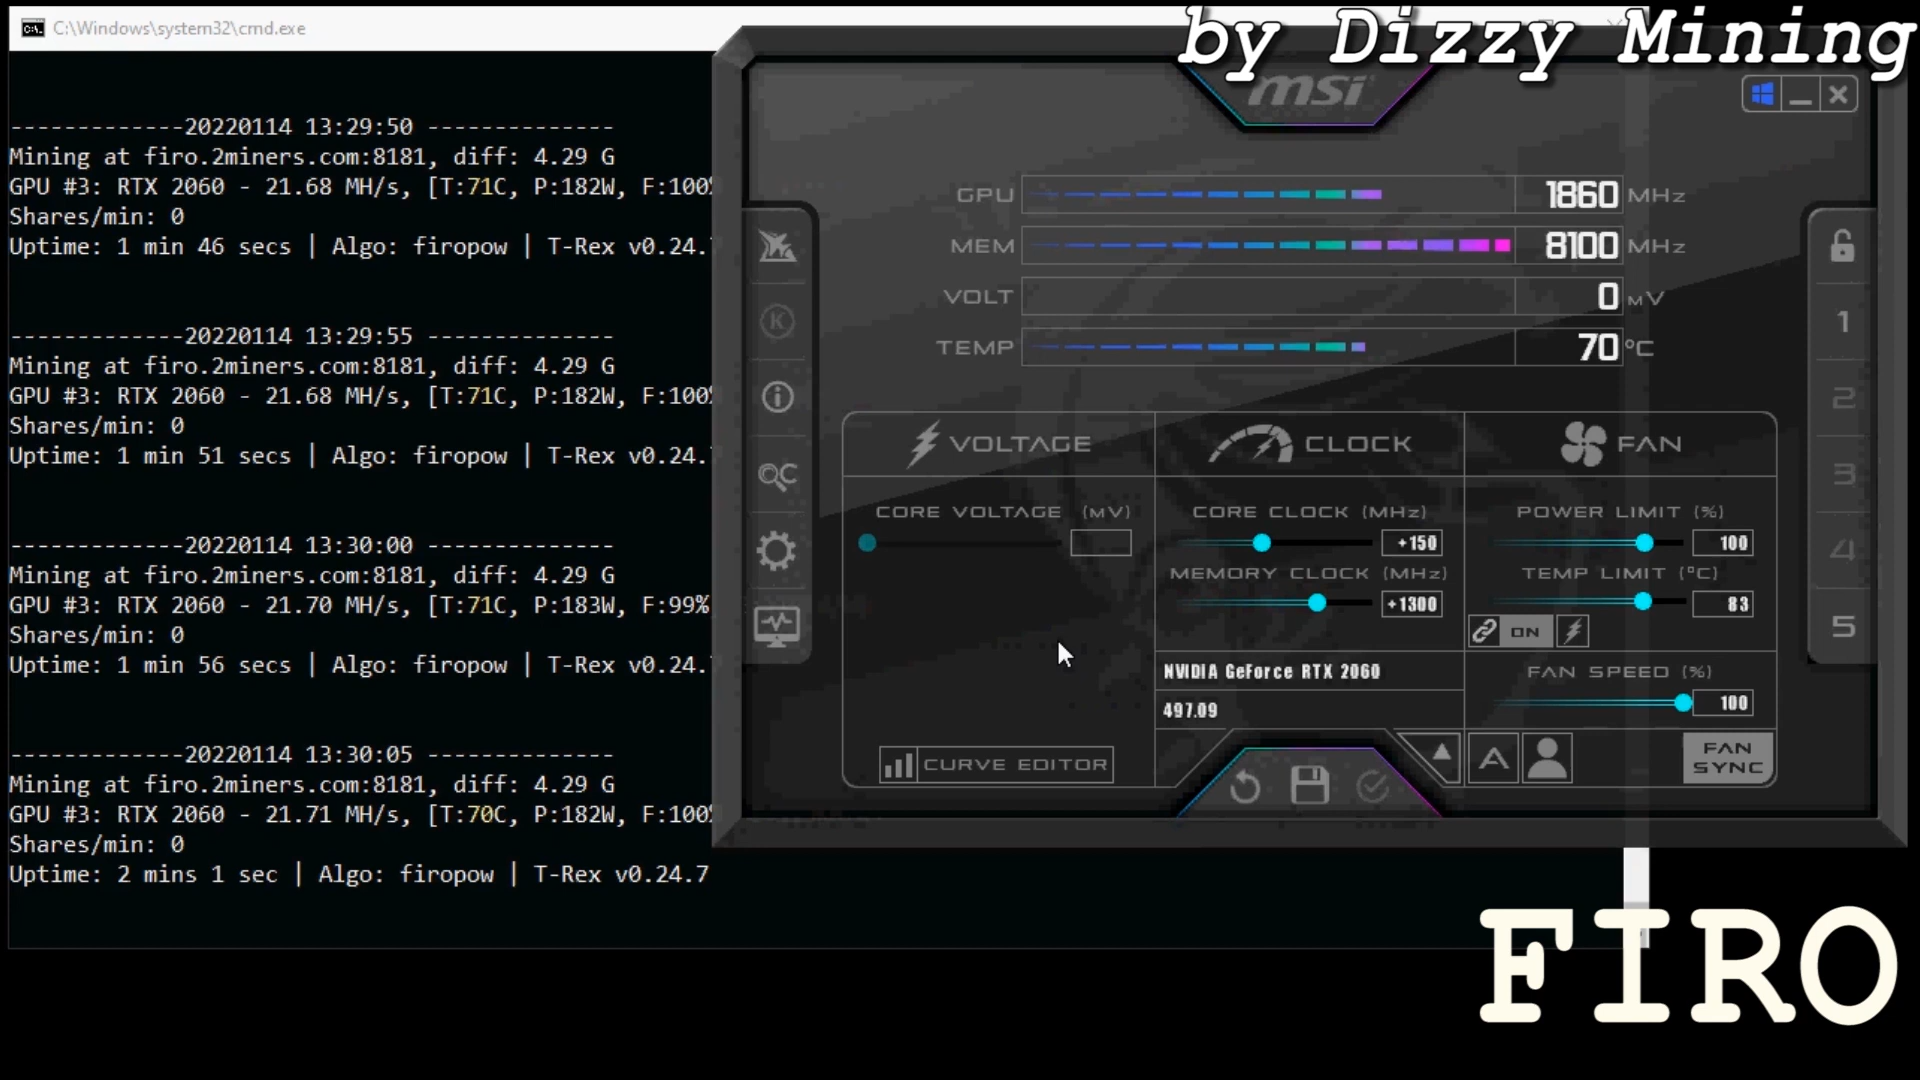 C:\Windows\system32\cmd.exe
by Dizzy Mining
-------------20220114 13:29:50 --------------
Mining at firo.2miners.com:8181, diff: 4.29 G
GPU #3: RTX 2060 - 21.68 MH/s, [T:71C, P:182W, F:100%
Shares/min: 0
Uptime: 1 min 46 secs | Algo: firopow | T-Rex v0.24.7
-------------20220114 13:29:55 --------------
Mining at firo.2miners.com:8181, diff: 4.29 G
GPU #3: RTX 2060 - 21.68 MH/s, [T:71C, P:182W, F:100%
Shares/min: 0
Uptime: 1 min 51 secs | Algo: firopow | T-Rex v0.24.7
-------------20220114 13:30:00 --------------
Mining at firo.2miners.com:8181, diff: 4.29 G
GPU #3: RTX 2060 - 21.70 MH/s, [T:71C, P:183W, F:99%
Shares/min: 0
Uptime: 1 min 56 secs | Algo: firopow | T-Rex v0.24.7
-------------20220114 13:30:05 --------------
Mining at firo.2miners.com:8181, diff: 4.29 G
GPU #3: RTX 2060 - 21.71 MH/s, [T:70C, P:182W, F:100%
Shares/min: 0
Uptime: 2 mins 1 sec | Algo: firopow | T-Rex v0.24.7
msi
GPU 1860 MHz
MEM 8100 MHz
VOLT 0 MV
TEMP 70 °C
K
i
C
1
2
3
4
5
VOLTAGE
CORE VOLTAGE (MV)
CURVE EDITOR
CLOCK
CORE CLOCK (MHz)
+150
MEMORY CLOCK (MHz)
+1300
NVIDIA GeForce RTX 2060
497.09
FAN
POWER LIMIT (%)
100
TEMP LIMIT (°C)
83
ON
FAN SPEED (%)
100
A
FAN
SYNC
FIRO